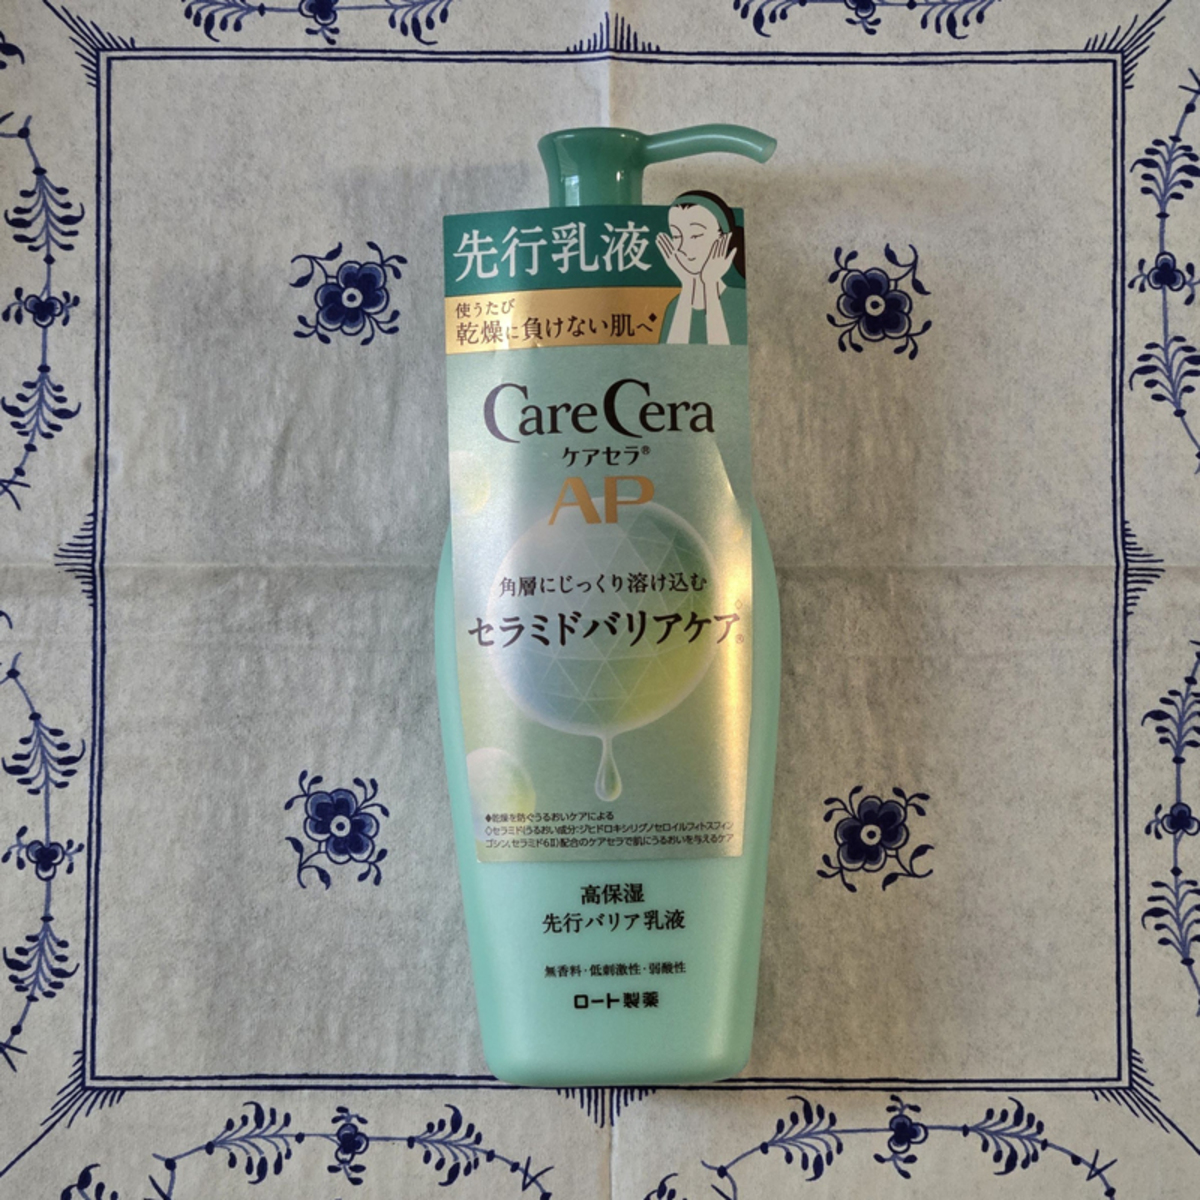 先行乳液
使うたび
乾燥に負けない肌へ◆
CareCera
ケアセラ®
AP
角層にじっくり溶け込む
セラミドバリアケア◇®
◆乾燥を防ぐうるおいケアによる
◇セラミド(うるおい成分:ジヒドロキシリグノセロイルフィトスフィン
ゴシン、セラミド6Ⅱ)配合のケアセラで肌にうるおいを与えるケア
高保湿
先行バリア乳液
無香料・低刺激性・弱酸性
ロート製薬